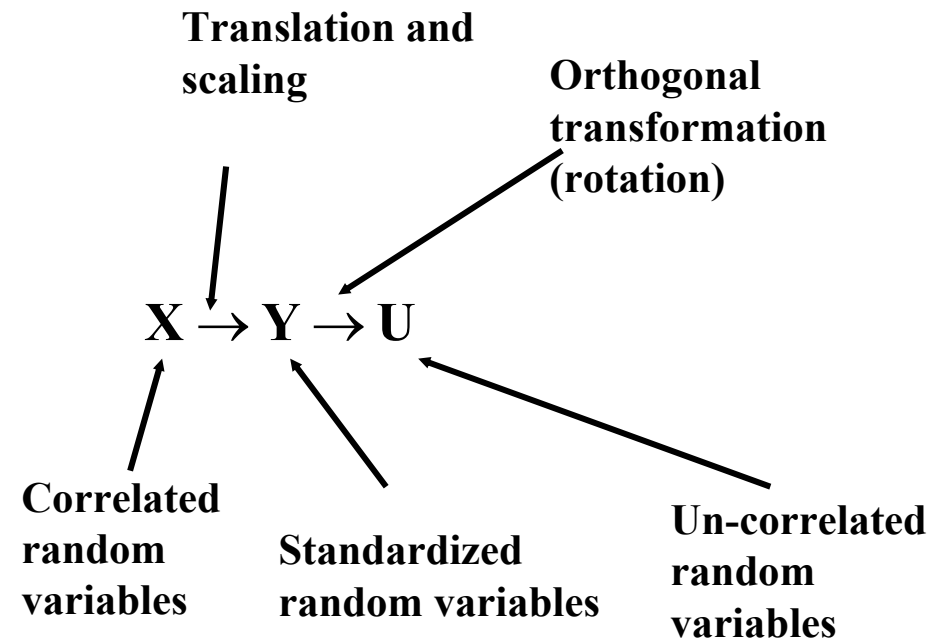 Translation and
scaling
Orthogonal
transformation
(rotation)
X → Y → U
Correlated
random
variables
Standardized
random variables
Un-correlated
random
variables